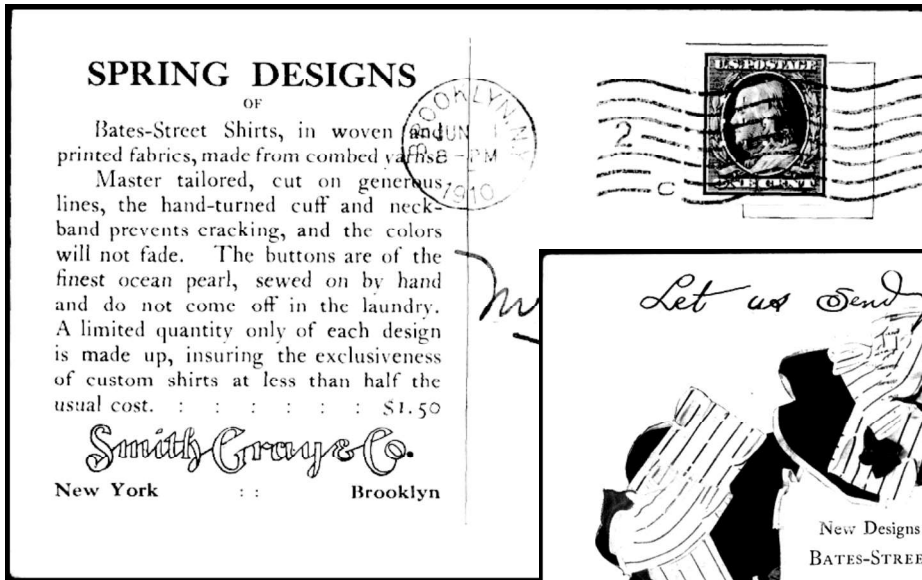 SPRING DESIGNS
OF
Bates-Street Shirts, in woven and
printed fabrics, made from combed yarns.
Master tailored, cut on generous
lines, the hand-turned cuff and neck-
band prevents cracking, and the colors
will not fade. The buttons are of the
finest ocean pearl, sewed on by hand
and do not come off in the laundry.
A limited quantity only of each design
is made up, insuring the exclusiveness
of custom shirts at less than half the
usual cost. : : : : : : $1.50
Smith Gray & Co.
New York : : Brooklyn
BROOKLYN, N.Y.
JUN 1
8-PM
1910
U.S. POSTAGE
2
C
ONE CENT
Let us Send
New Designs
BATES-STREE